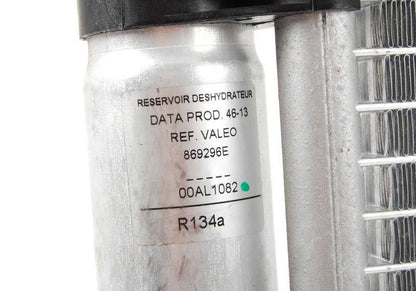 RESERVOIR DESHYDRATEUR
DATA PROD. 46-13
REF. VALEO
869296E
_ _ _ _ _
00AL1082
R134a